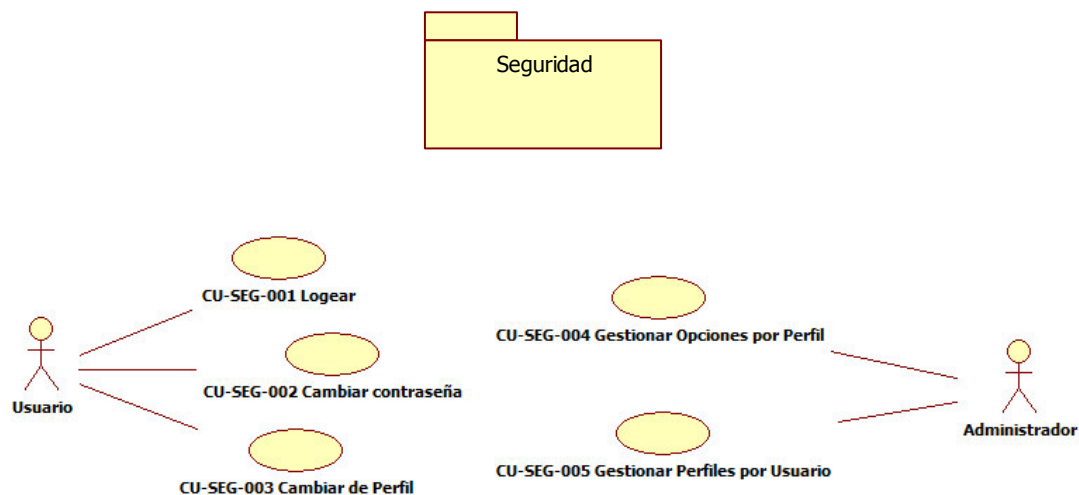 Seguridad
CU-SEG-001 Logear
CU-SEG-002 Cambiar contraseña
CU-SEG-003 Cambiar de Perfil
Usuario
CU-SEG-004 Gestionar Opciones por Perfil
CU-SEG-005 Gestionar Perfiles por Usuario
Administrador